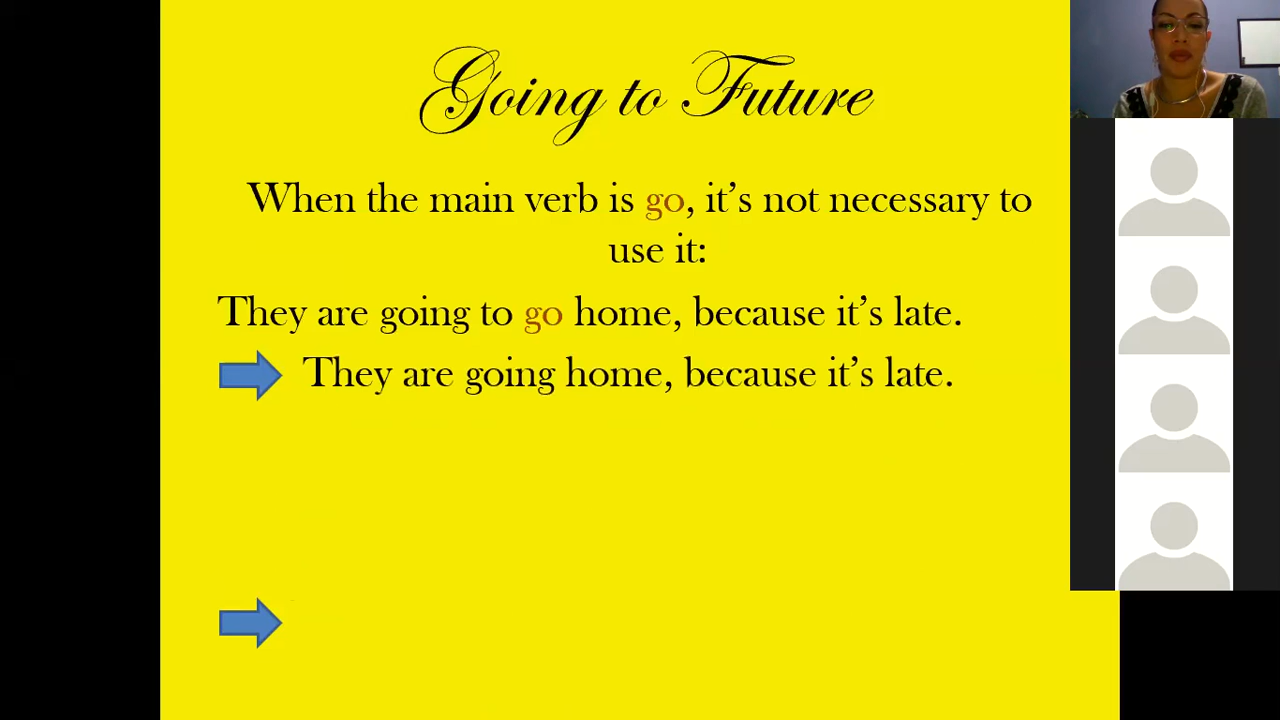 Going to Future
When the main verb is go, it’s not necessary to
use it:
They are going to go home, because it’s late.
They are going home, because it’s late.